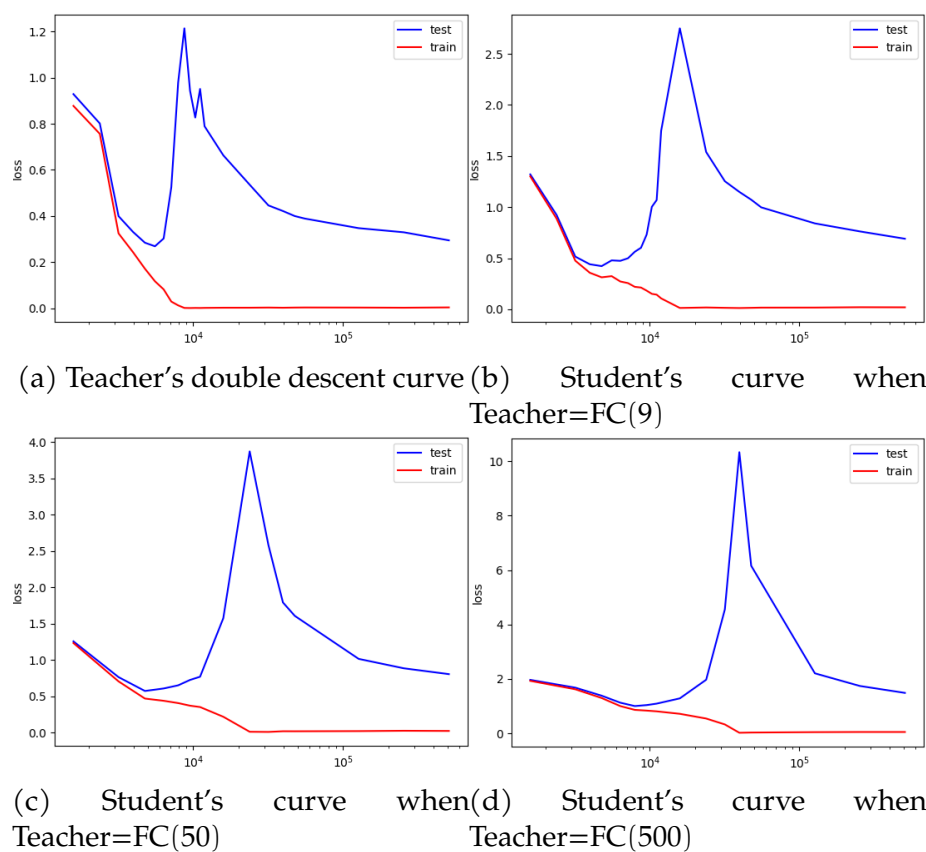 test
train
1.2
1.0
0.8
0.6
0.4
0.2
0.0
loss
10^4
10^5
test
train
2.5
2.0
1.5
1.0
0.5
0.0
loss
10^4
10^5
(a) Teacher's double descent curve
(b) Student's curve when
Teacher=FC(9)
test
train
4.0
3.5
3.0
2.5
2.0
1.5
1.0
0.5
0.0
loss
10^4
10^5
test
train
10
8
6
4
2
0
loss
10^4
10^5
(c) Student's curve when
Teacher=FC(50)
(d) Student's curve when
Teacher=FC(500)